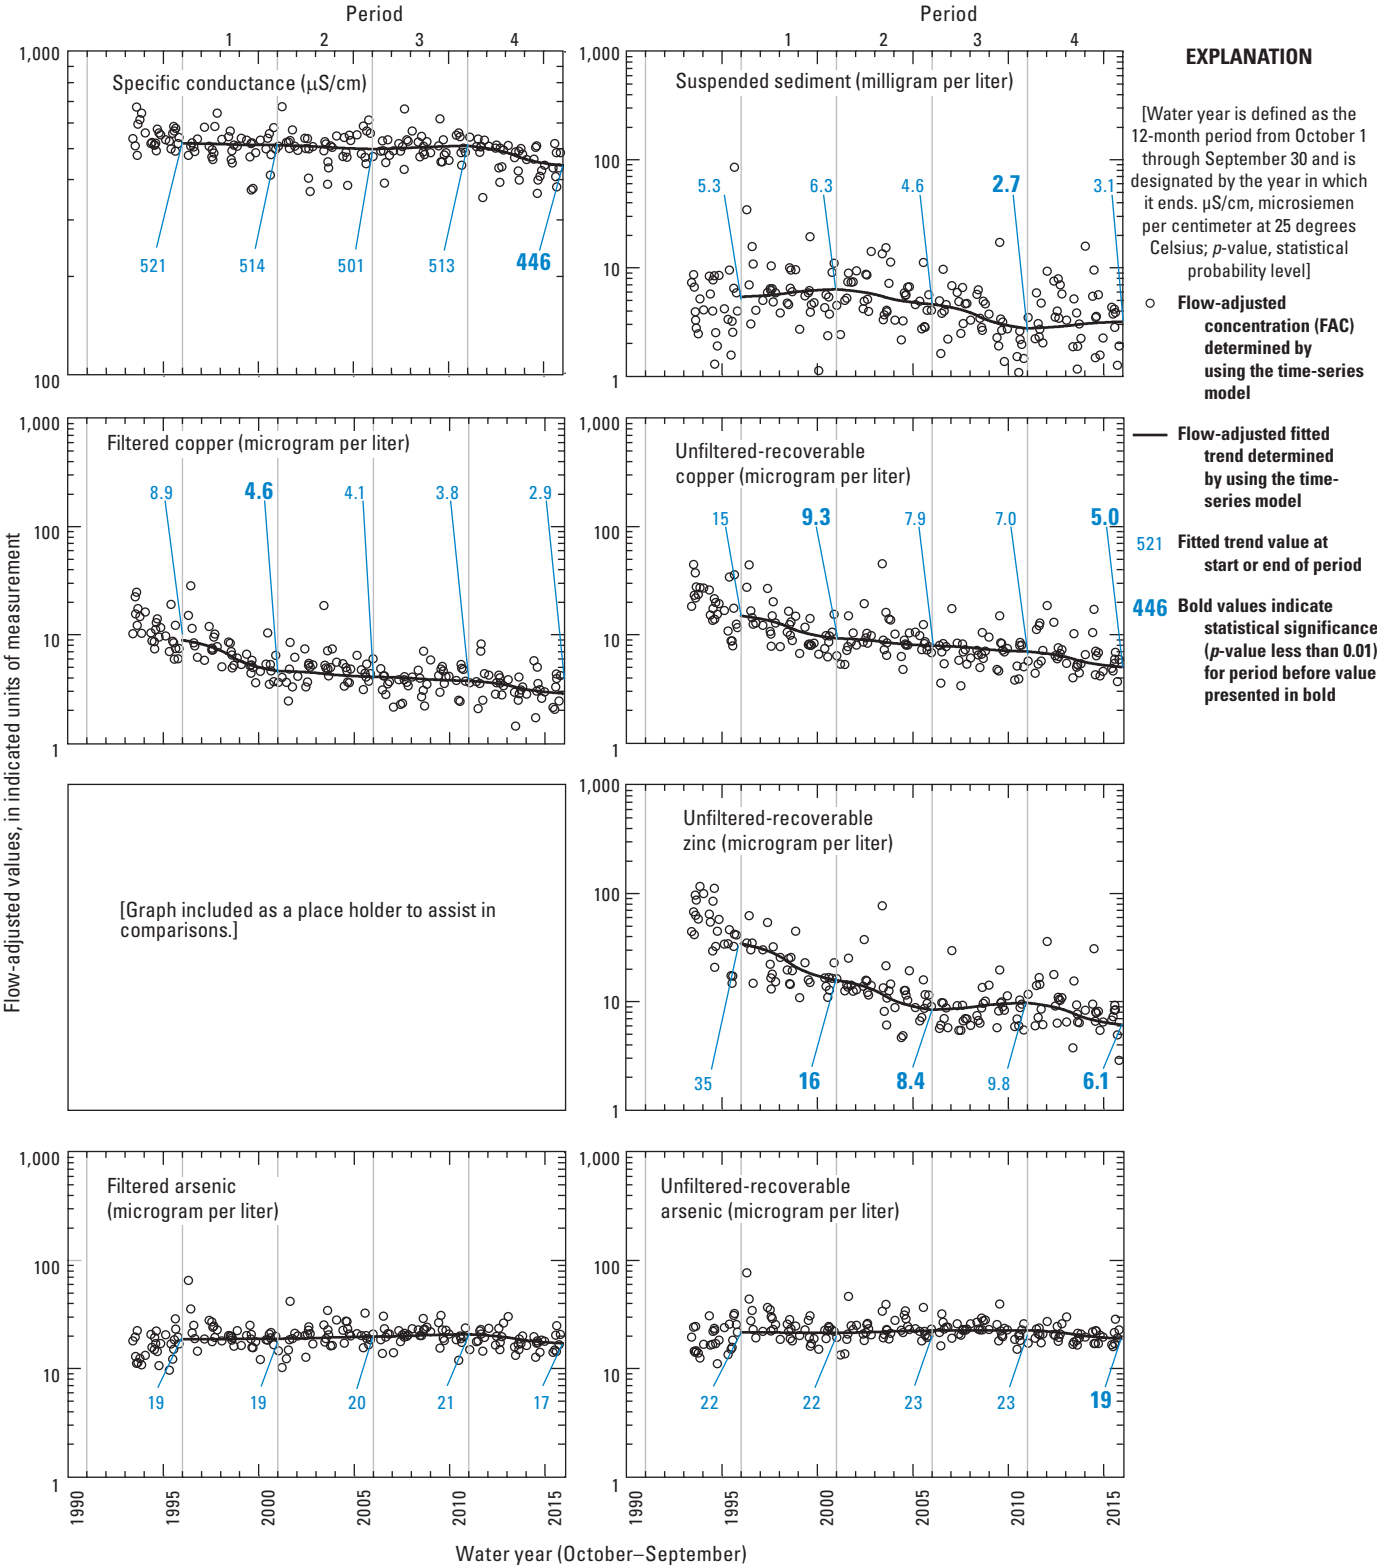 Period
1 2 3 4
Period
1 2 3 4
1,000
100
Specific conductance (µS/cm)
521 514 501 513 446
1,000
100
10
1
Suspended sediment (milligram per liter)
5.3 6.3 4.6 2.7 3.1
EXPLANATION
[Water year is defined as the
12-month period from October 1
through September 30 and is
designated by the year in which
it ends. µS/cm, microsiemen
per centimeter at 25 degrees
Celsius; p-value, statistical
probability level]
Flow-adjusted
concentration (FAC)
determined by
using the time-series
model
Flow-adjusted fitted
trend determined
by using the time-
series model
521 Fitted trend value at
start or end of period
446 Bold values indicate
statistical significance
(p-value less than 0.01)
for period before value
presented in bold
Flow-adjusted values, in indicated units of measurement
1,000
100
10
1
Filtered copper (microgram per liter)
8.9 4.6 4.1 3.8 2.9
1,000
100
10
1
Unfiltered-recoverable
copper (microgram per liter)
15 9.3 7.9 7.0 5.0
[Graph included as a place holder to assist in
comparisons.]
1,000
100
10
1
Unfiltered-recoverable
zinc (microgram per liter)
35 16 8.4 9.8 6.1
1,000
100
10
1
Filtered arsenic
(microgram per liter)
19 19 20 21 17
1990 1995 2000 2005 2010 2015
1,000
100
10
1
Unfiltered-recoverable
arsenic (microgram per liter)
22 22 23 23 19
1990 1995 2000 2005 2010 2015
Water year (October–September)